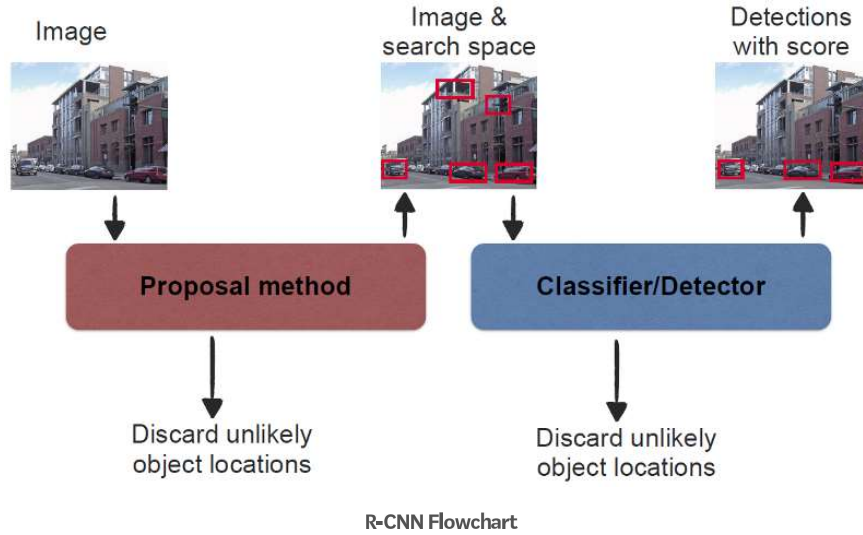 Image
Image &
search space
Detections
with score
Proposal method
Classifier/Detector
Discard unlikely
object locations
Discard unlikely
object locations
R-CNN Flowchart